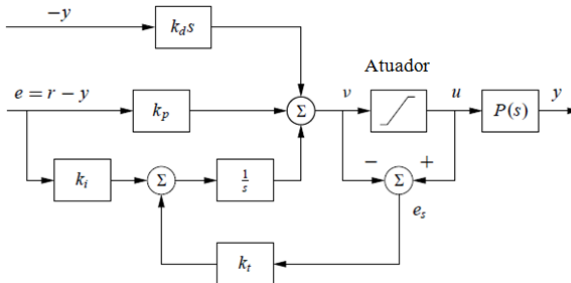 −y
k_d s
Atuador
e = r − y
v
u
y
k_p
Σ
P(s)
−
+
k_i
Σ
1/s
Σ
e_s
k_t